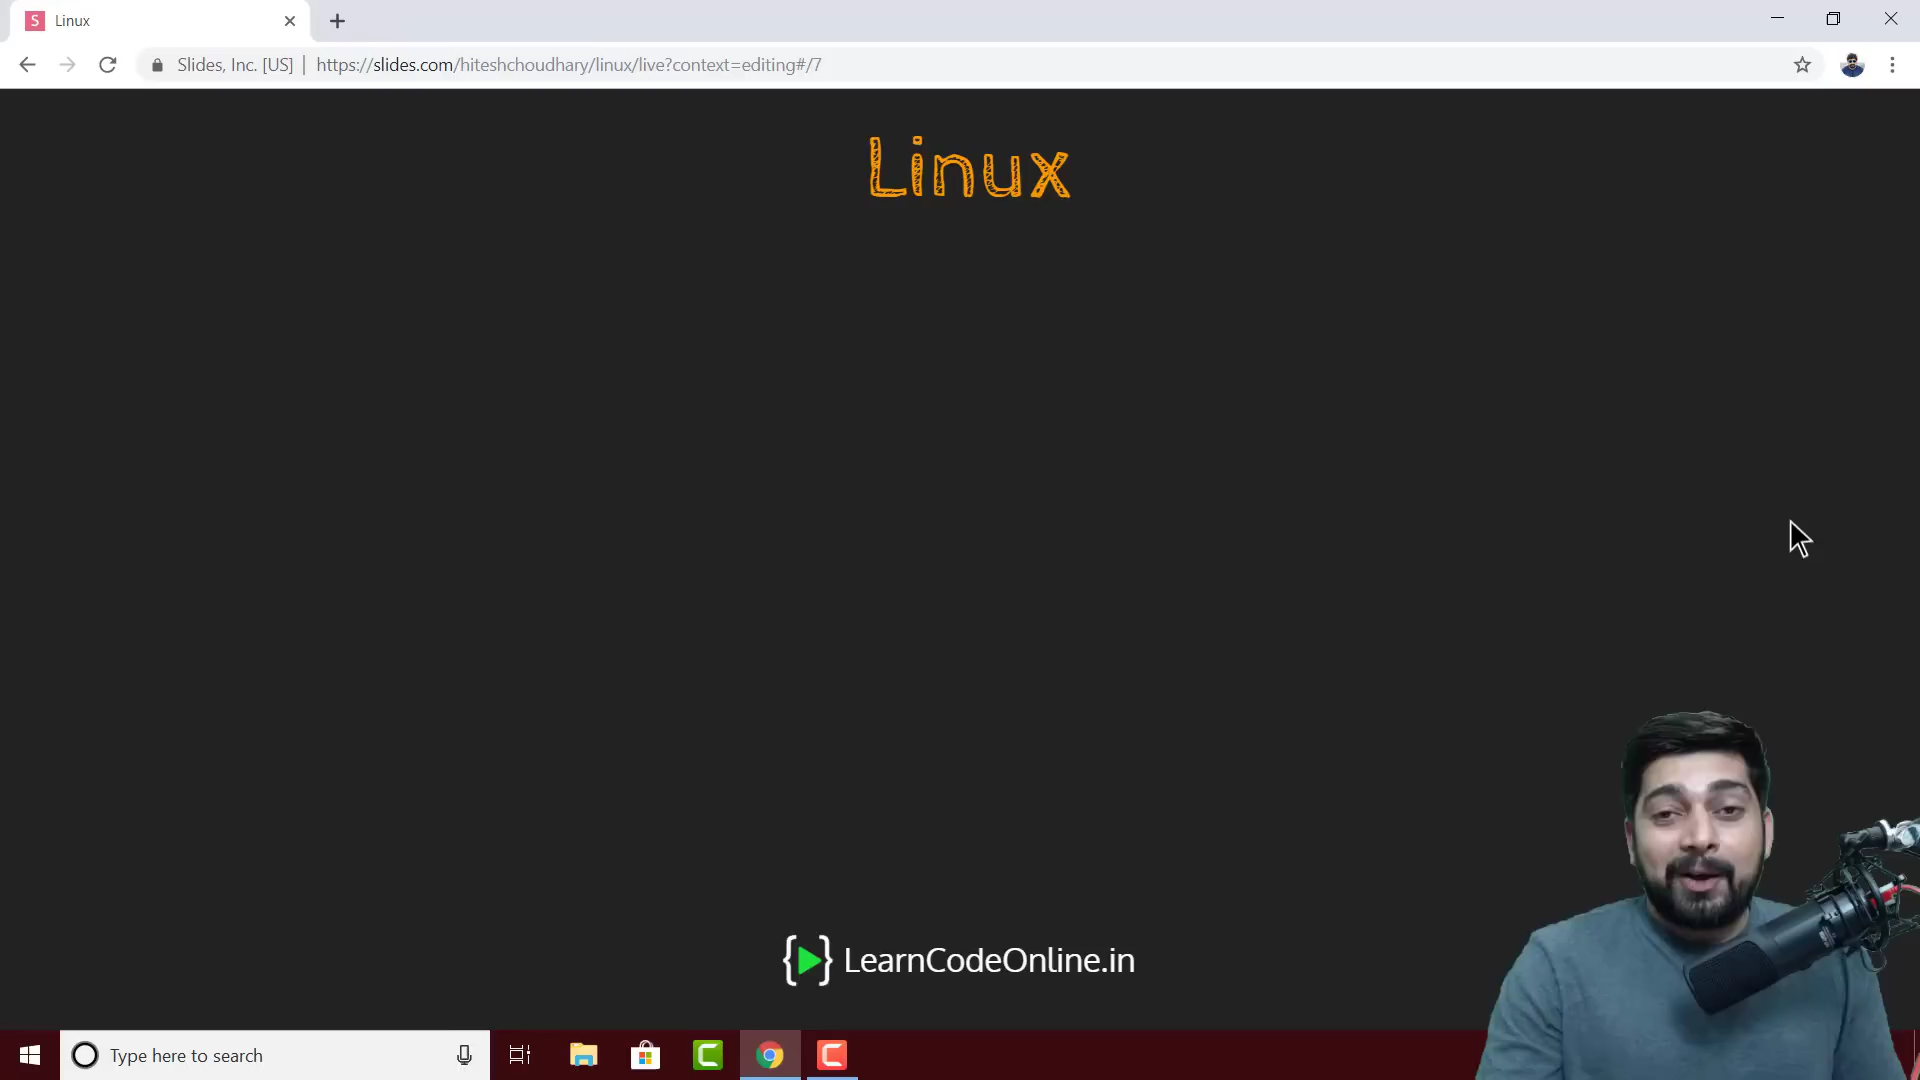 S Linux
Slides, Inc. [US] | https://slides.com/hiteshchoudhary/linux/live?context=editing#/7
Linux
{▶} LearnCodeOnline.in
Type here to search